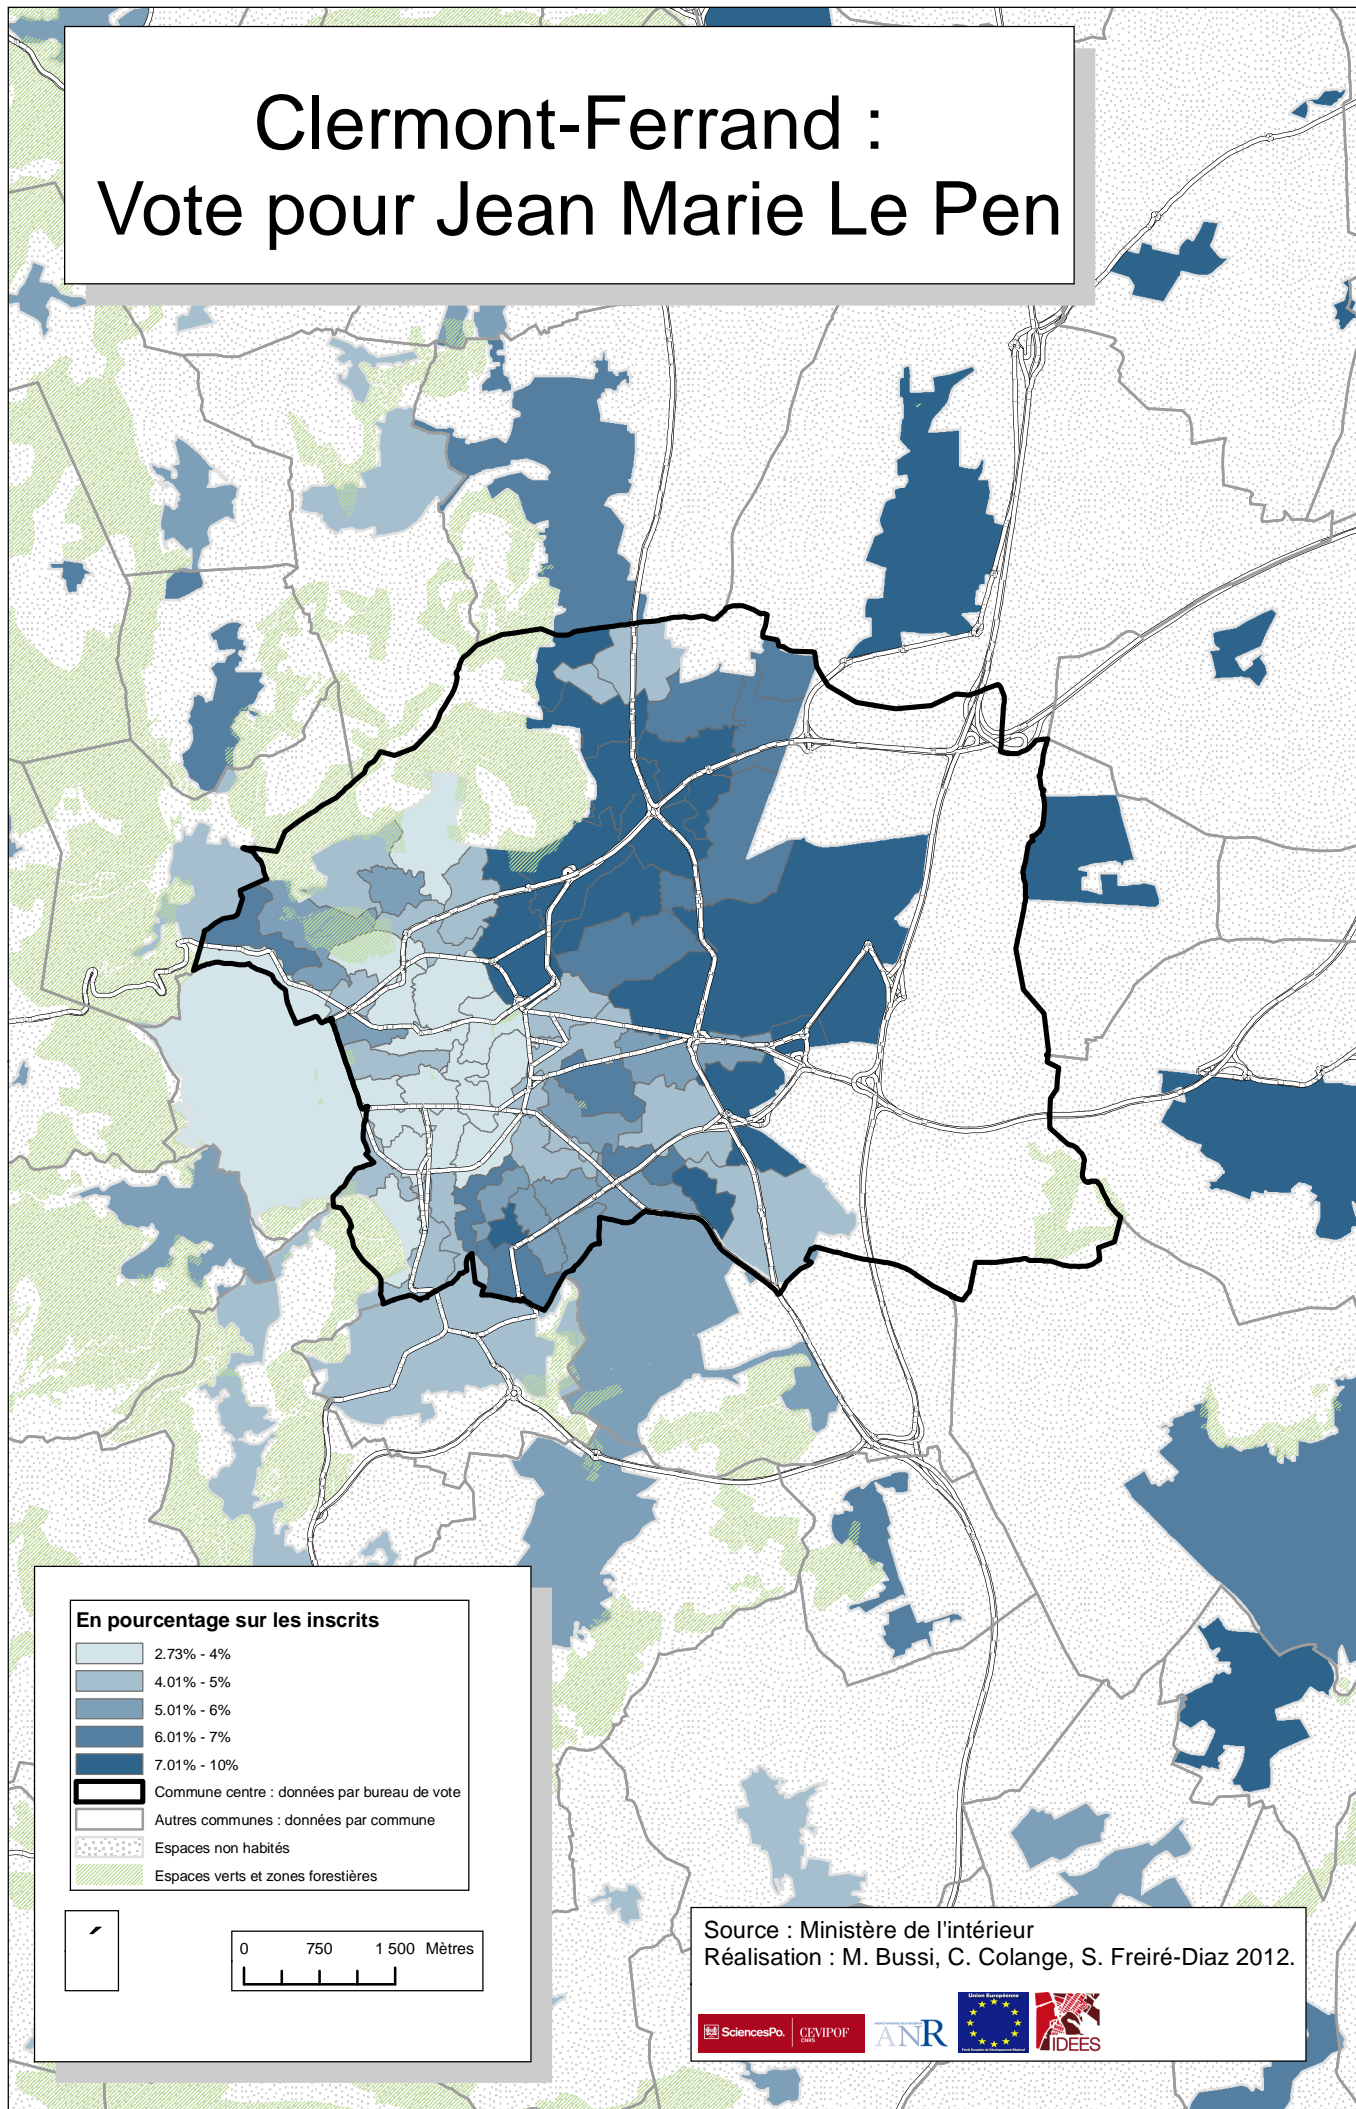 Clermont-Ferrand :
Vote pour Jean Marie Le Pen
En pourcentage sur les inscrits
2.73% - 4%
4.01% - 5%
5.01% - 6%
6.01% - 7%
7.01% - 10%
Commune centre : données par bureau de vote
Autres communes : données par commune
Espaces non habités
Espaces verts et zones forestières
0 750 1 500 Mètres
Source : Ministère de l'intérieur
Réalisation : M. Bussi, C. Colange, S. Freiré-Diaz 2012.
SciencesPo. CEVIPOF
CNRS
ANR
Union Européenne
IDEES